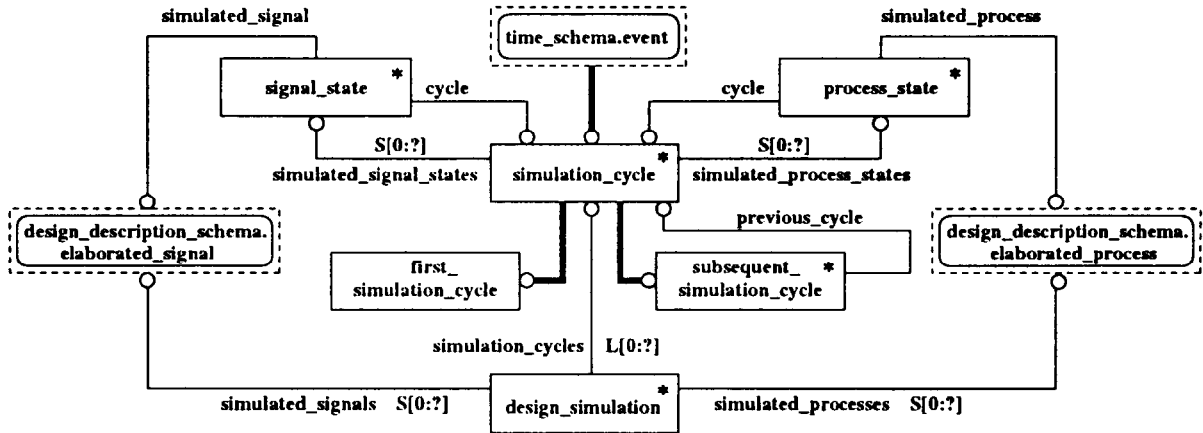 simulated_signal
simulated_process
time_schema.event
signal_state *
cycle
cycle
process_state *
S[0:?]
simulated_signal_states
simulation_cycle *
S[0:?]
simulated_process_states
previous_cycle
design_description_schema.
elaborated_signal
design_description_schema.
elaborated_process
first_
simulation_cycle
subsequent_ *
simulation_cycle
simulation_cycles L[0:?]
simulated_signals S[0:?]
design_simulation *
simulated_processes S[0:?]